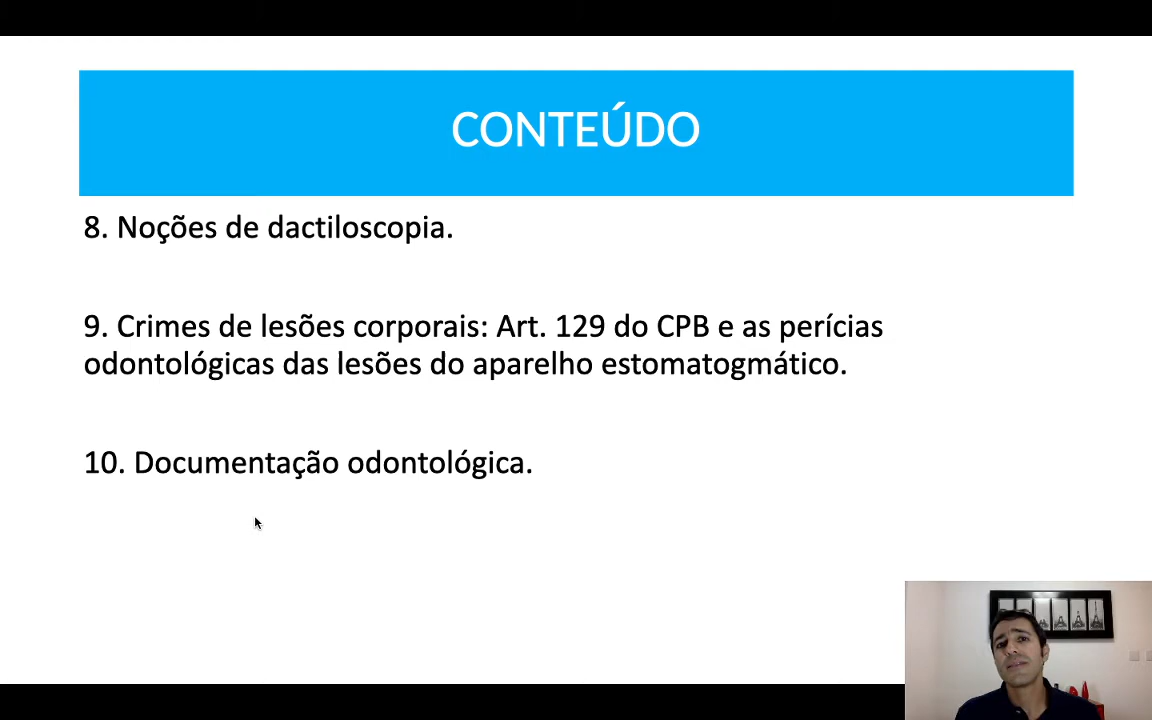 CONTEÚDO
8. Noções de dactiloscopia.
9. Crimes de lesões corporais: Art. 129 do CPB e as perícias
odontológicas das lesões do aparelho estomatogmático.
10. Documentação odontológica.